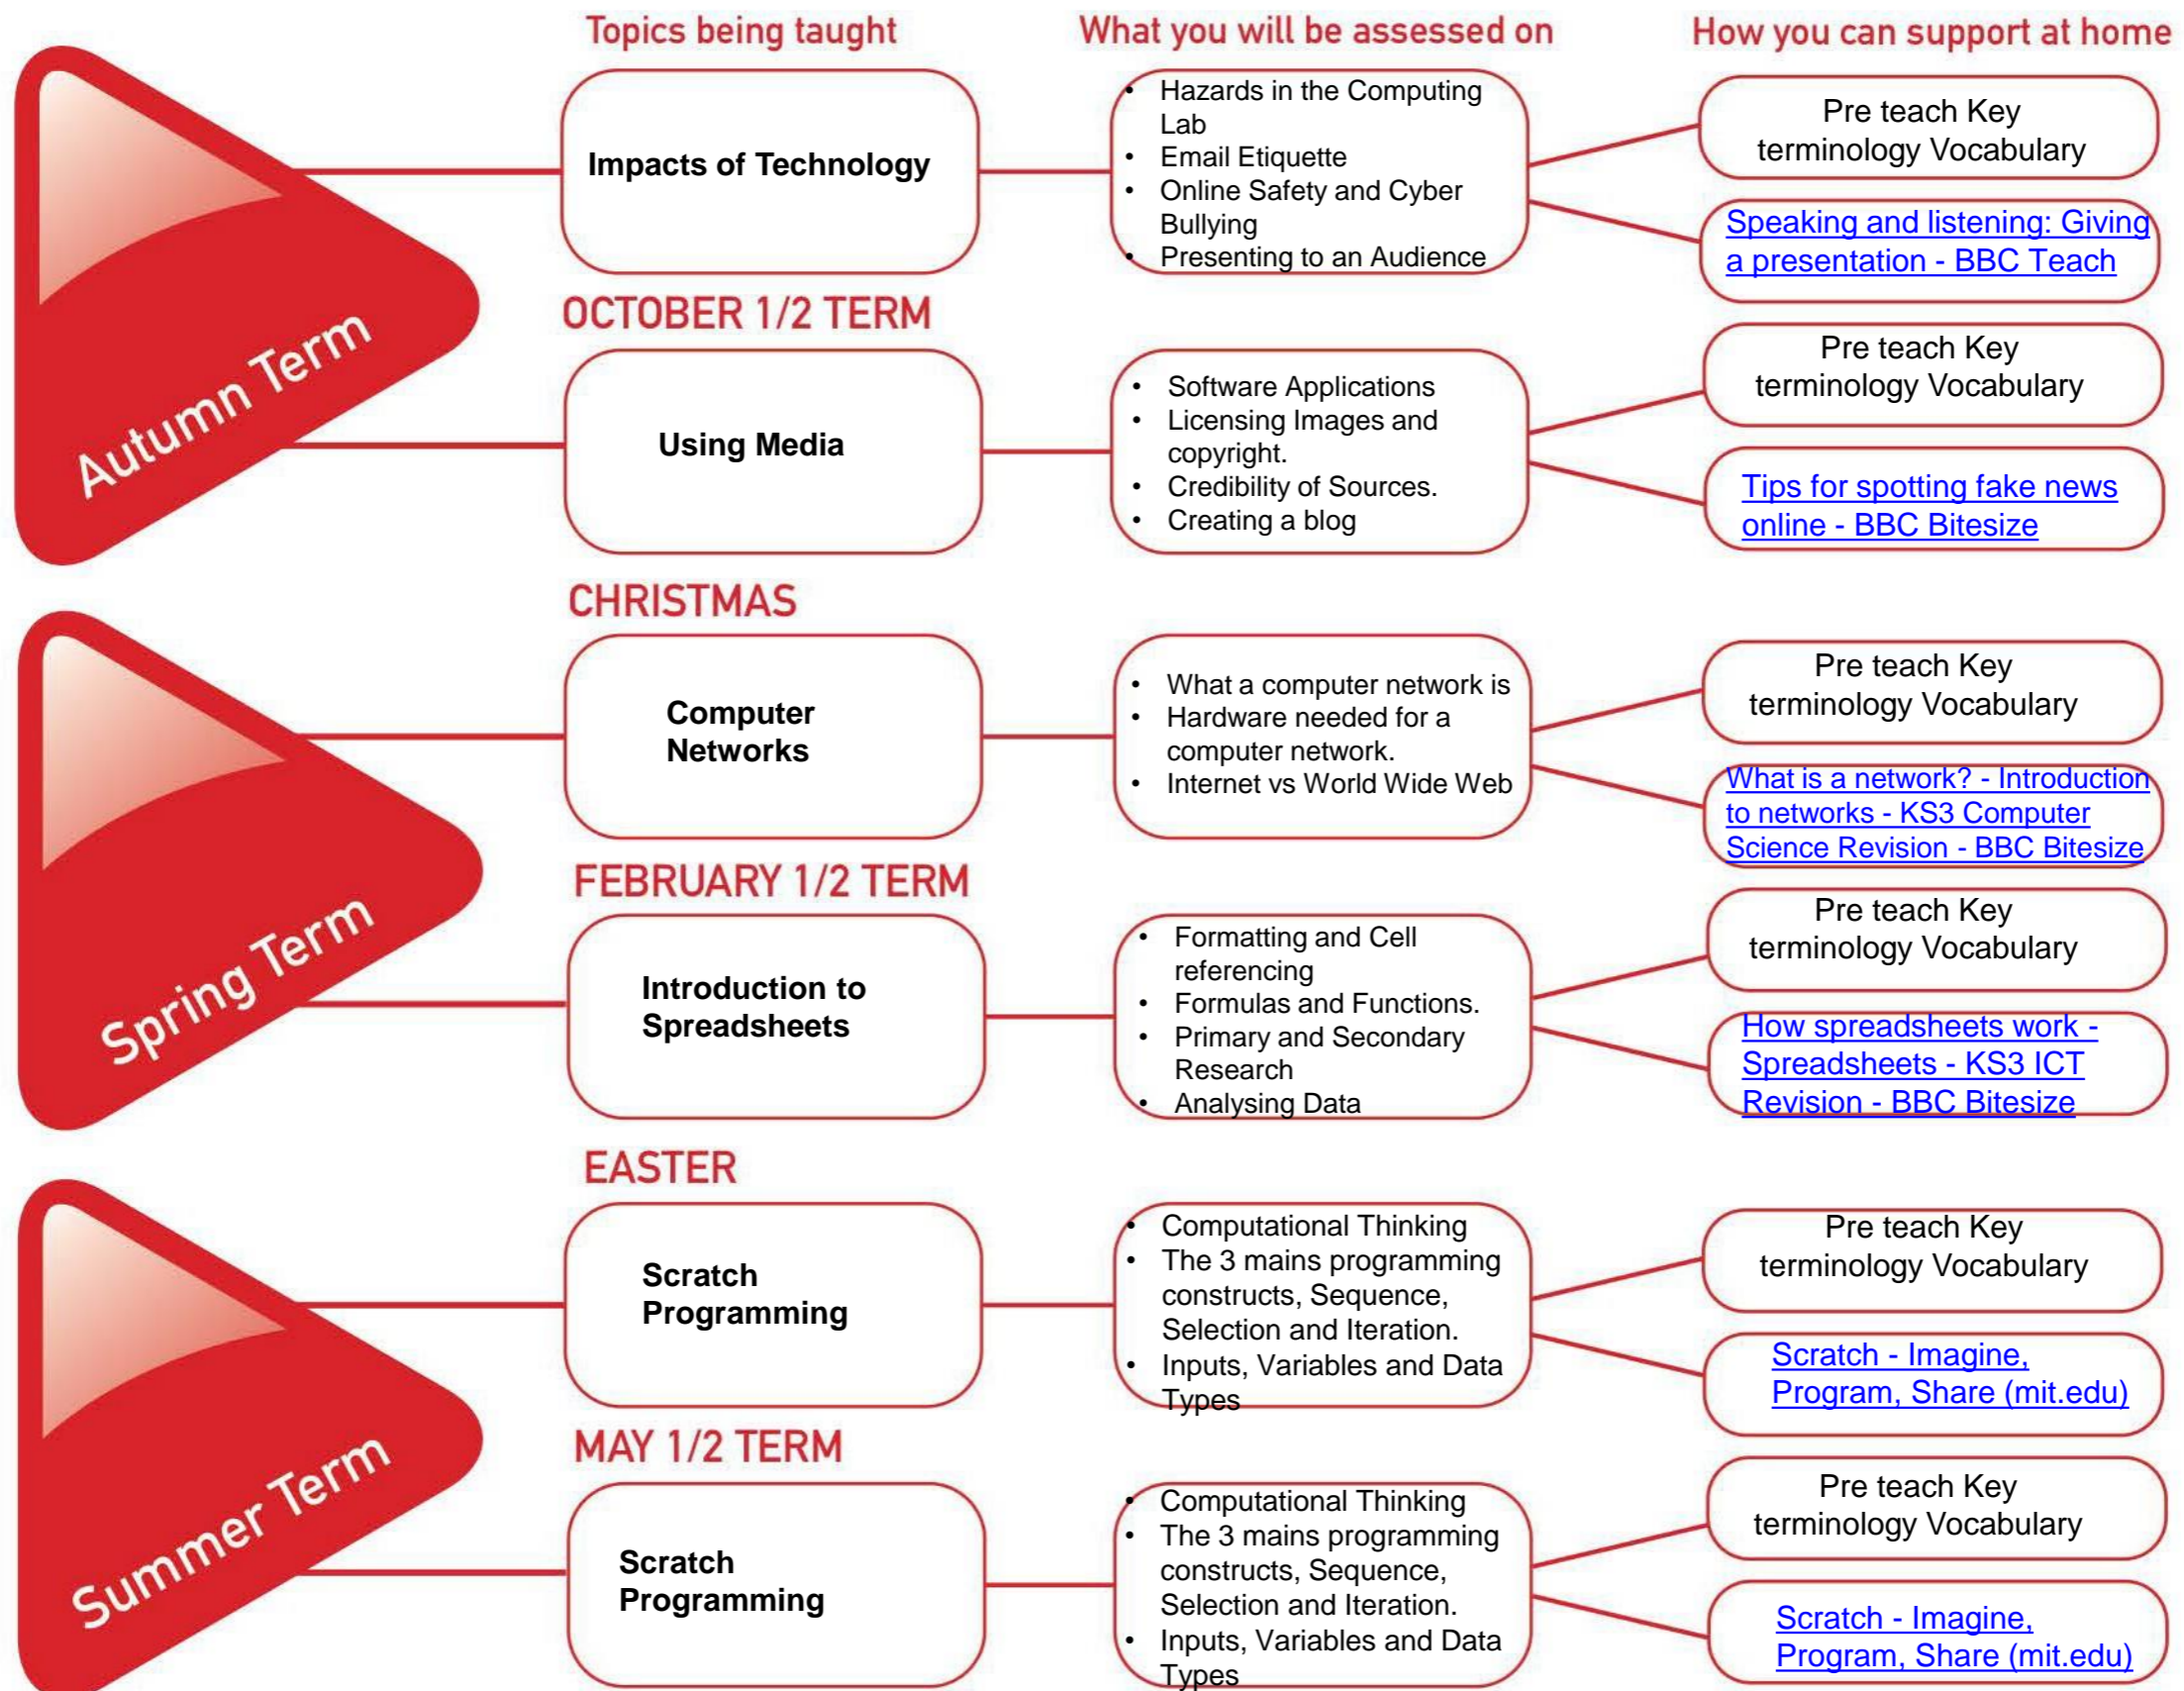 Topics being taught
What you will be assessed on
How you can support at home
Autumn Term
Impacts of Technology
• Hazards in the Computing
Lab
• Email Etiquette
• Online Safety and Cyber
Bullying
• Presenting to an Audience
Pre teach Key
terminology Vocabulary
Speaking and listening: Giving
a presentation - BBC Teach
OCTOBER 1/2 TERM
Using Media
• Software Applications
• Licensing Images and
copyright.
• Credibility of Sources.
• Creating a blog
Pre teach Key
terminology Vocabulary
Tips for spotting fake news
online - BBC Bitesize
CHRISTMAS
Spring Term
Computer
Networks
• What a computer network is
• Hardware needed for a
computer network.
• Internet vs World Wide Web
Pre teach Key
terminology Vocabulary
What is a network? - Introduction
to networks - KS3 Computer
Science Revision - BBC Bitesize
FEBRUARY 1/2 TERM
Introduction to
Spreadsheets
• Formatting and Cell
referencing
• Formulas and Functions.
• Primary and Secondary
Research
• Analysing Data
Pre teach Key
terminology Vocabulary
How spreadsheets work -
Spreadsheets - KS3 ICT
Revision - BBC Bitesize
EASTER
Summer Term
Scratch
Programming
• Computational Thinking
• The 3 mains programming
constructs, Sequence,
Selection and Iteration.
• Inputs, Variables and Data
Types
Pre teach Key
terminology Vocabulary
Scratch - Imagine,
Program, Share (mit.edu)
MAY 1/2 TERM
Scratch
Programming
• Computational Thinking
• The 3 mains programming
constructs, Sequence,
Selection and Iteration.
• Inputs, Variables and Data
Types
Pre teach Key
terminology Vocabulary
Scratch - Imagine,
Program, Share (mit.edu)